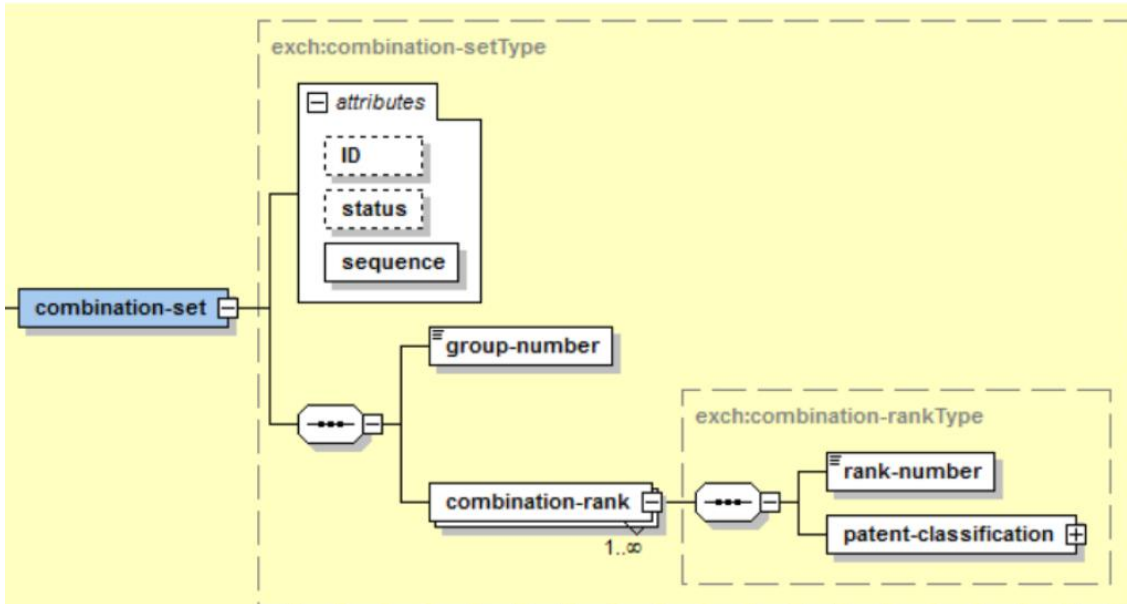 exch:combination-setType
attributes
ID
status
sequence
combination-set
group-number
exch:combination-rankType
rank-number
combination-rank
patent-classification
1..∞